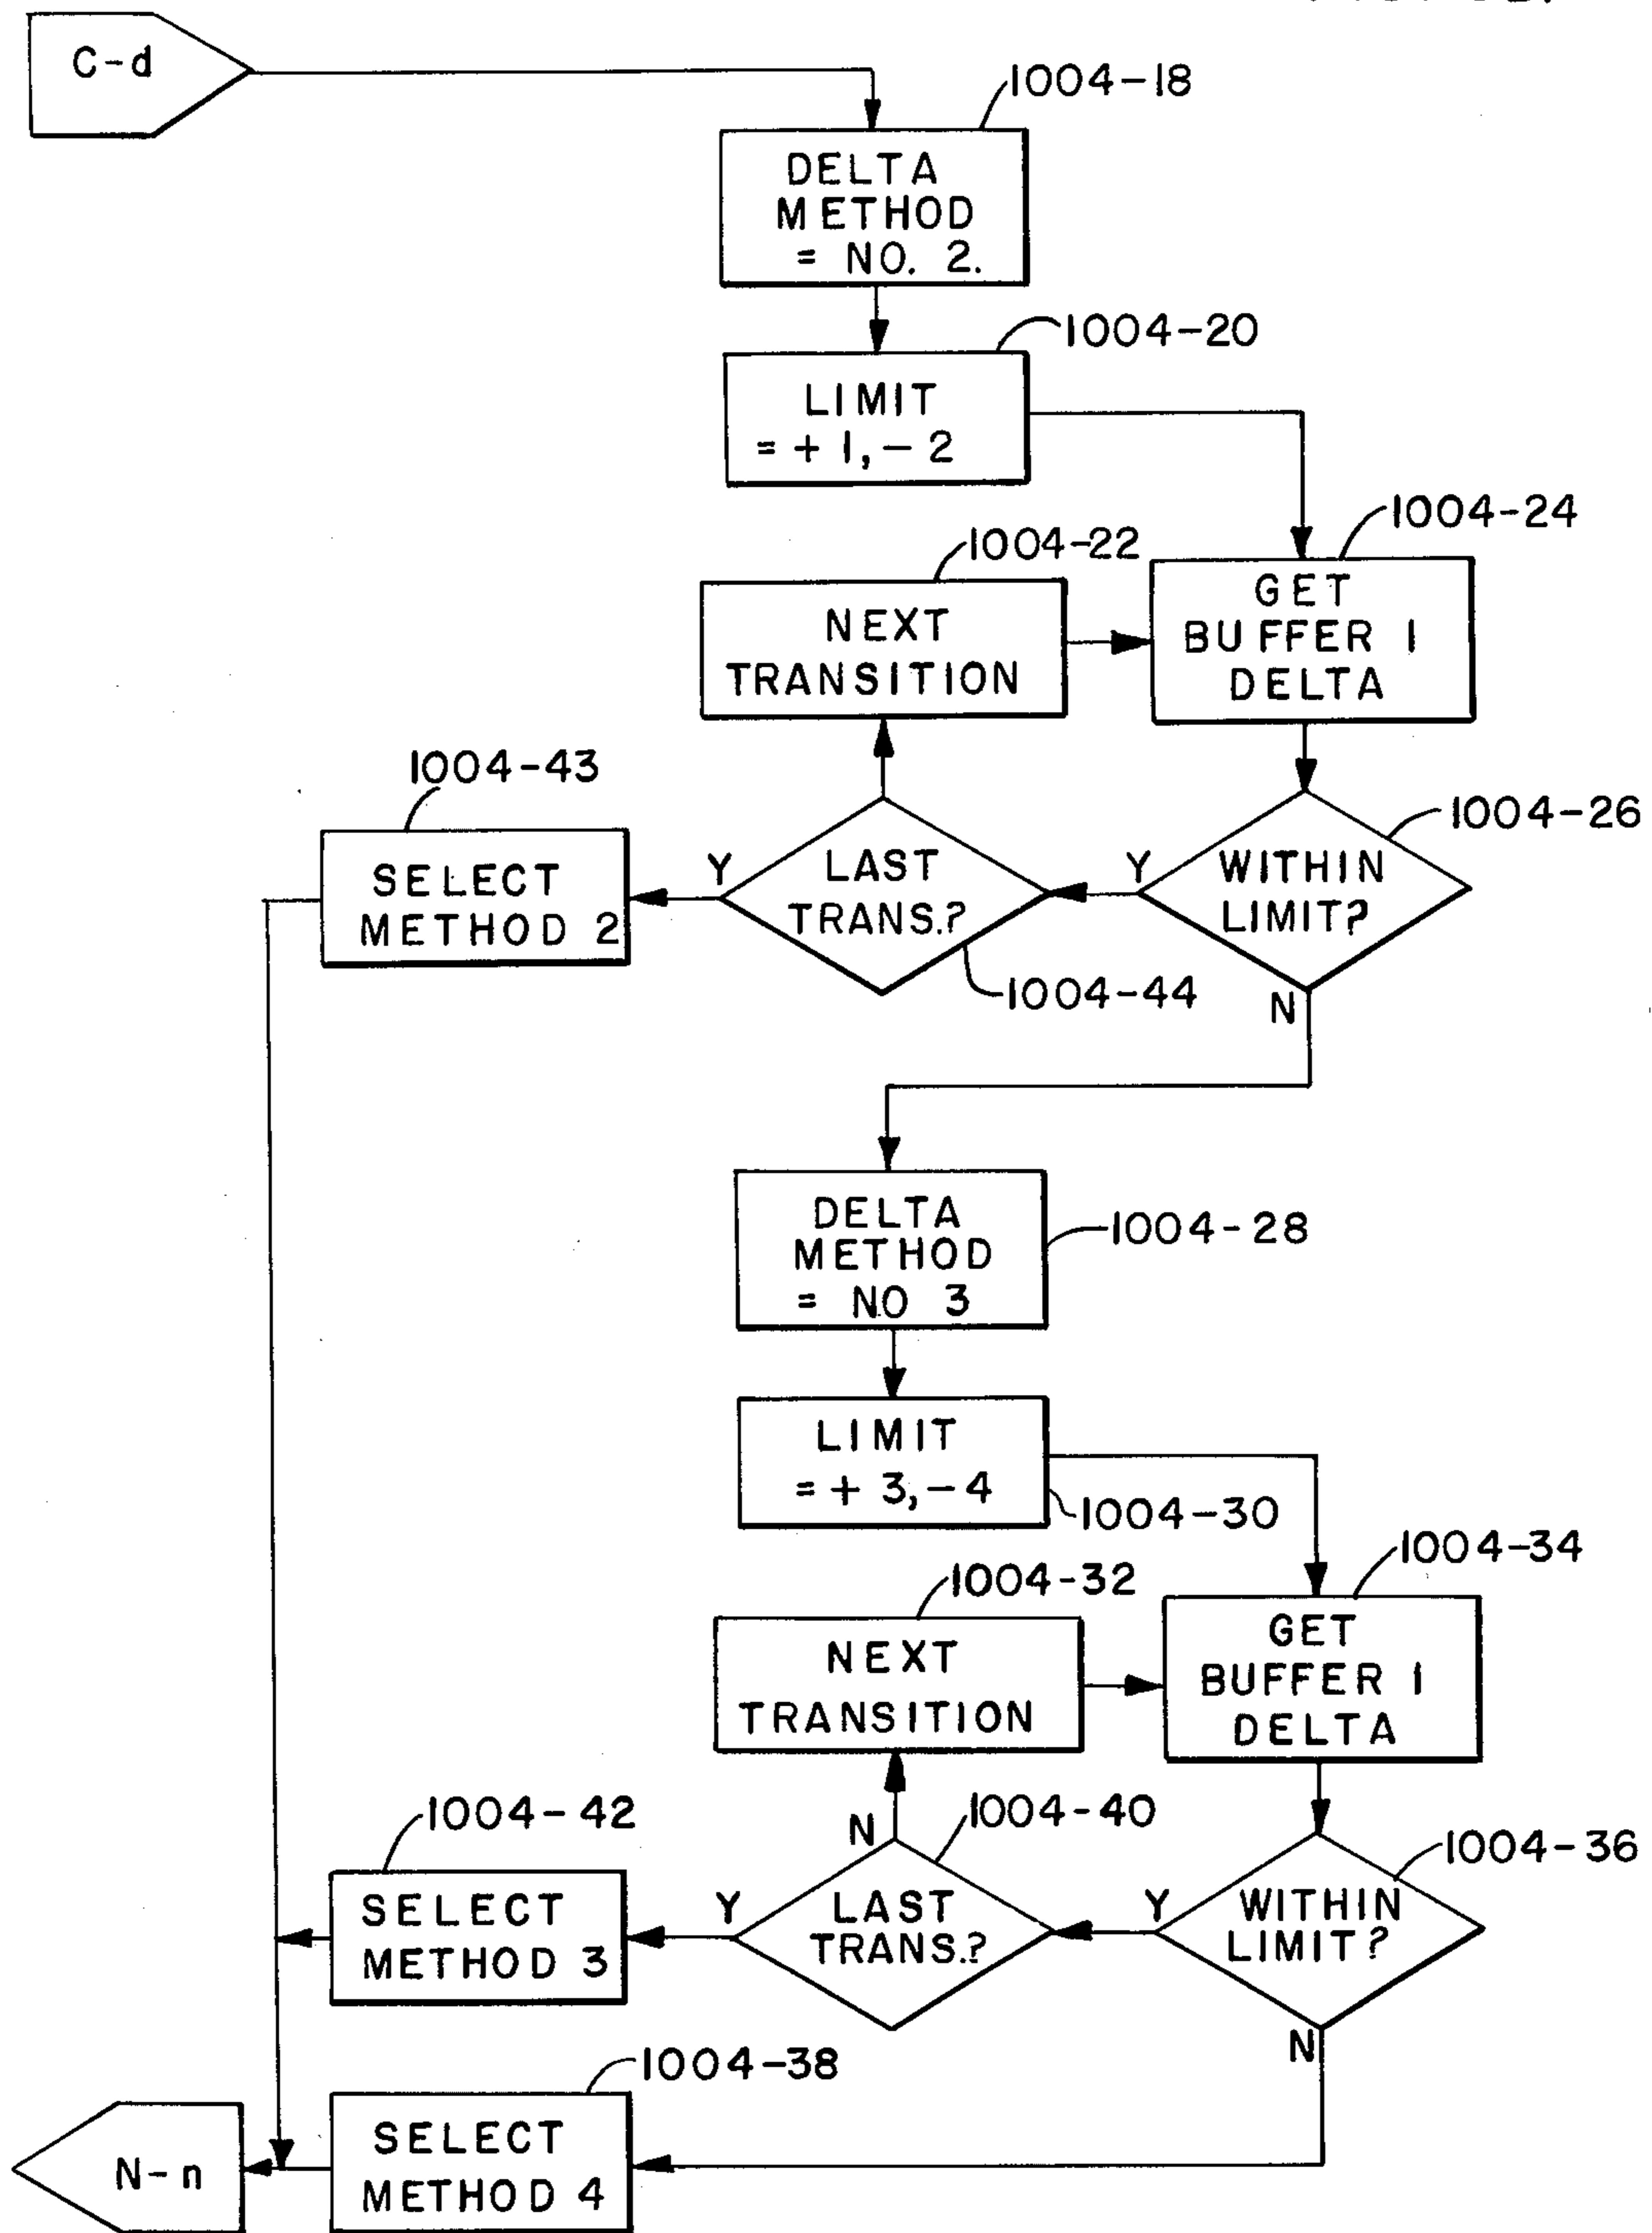 C-d
1004-18
DELTA
METHOD
= NO. 2.
1004-20
LIMIT
= + 1, - 2
1004-24
1004-22
GET
BUFFER 1
DELTA
NEXT
TRANSITION
1004-43
1004-26
SELECT
METHOD 2
Y
LAST
TRANS.?
Y
WITHIN
LIMIT?
1004-44
N
DELTA
METHOD
= NO 3
1004-28
LIMIT
= + 3, - 4
1004-30
1004-34
1004-32
GET
BUFFER 1
DELTA
NEXT
TRANSITION
1004-42
N
1004-40
1004-36
SELECT
METHOD 3
Y
LAST
TRANS.?
Y
WITHIN
LIMIT?
N
1004-38
SELECT
METHOD 4
N-n